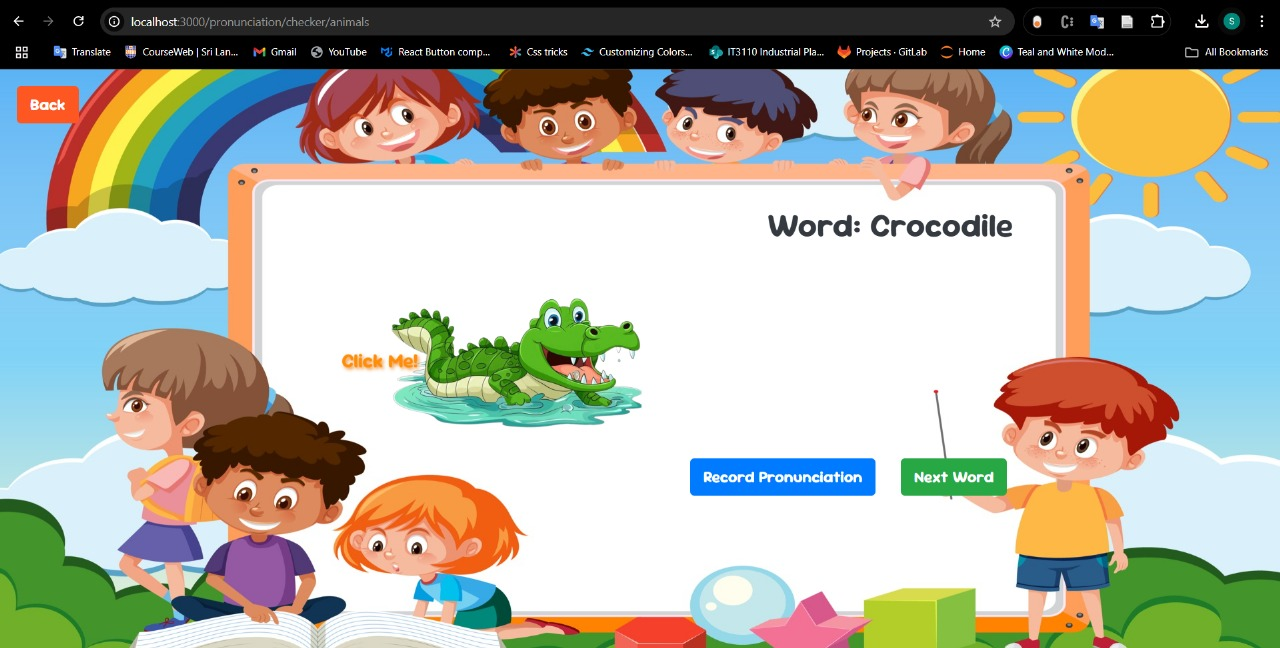 localhost:3000/pronunciation/checker/animals
S
Translate
CourseWeb | Sri Lan...
Gmail
YouTube
React Button comp...
Css tricks
Customizing Colors...
IT3110 Industrial Pla...
Projects · GitLab
Home
Teal and White Mod...
All Bookmarks
Back
Word: Crocodile
Click Me!
Record Pronunciation
Next Word